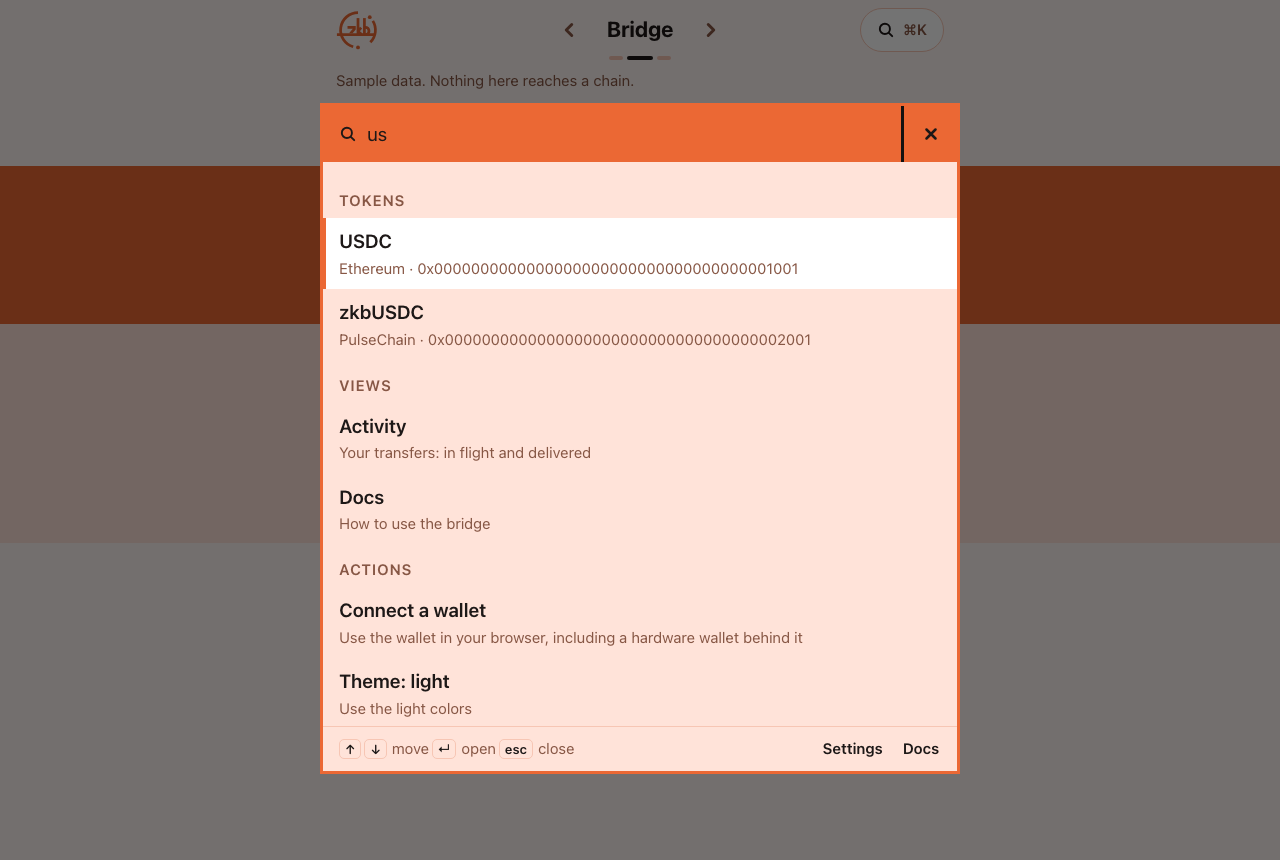 zkb
Bridge
⌘K
Sample data. Nothing here reaches a chain.
us
TOKENS
USDC
Ethereum · 0x0000000000000000000000000000000000001001
zkbUSDC
PulseChain · 0x0000000000000000000000000000000000002001
VIEWS
Activity
Your transfers: in flight and delivered
Docs
How to use the bridge
ACTIONS
Connect a wallet
Use the wallet in your browser, including a hardware wallet behind it
Theme: light
Use the light colors
↑ ↓ move ↵ open esc close
Settings Docs